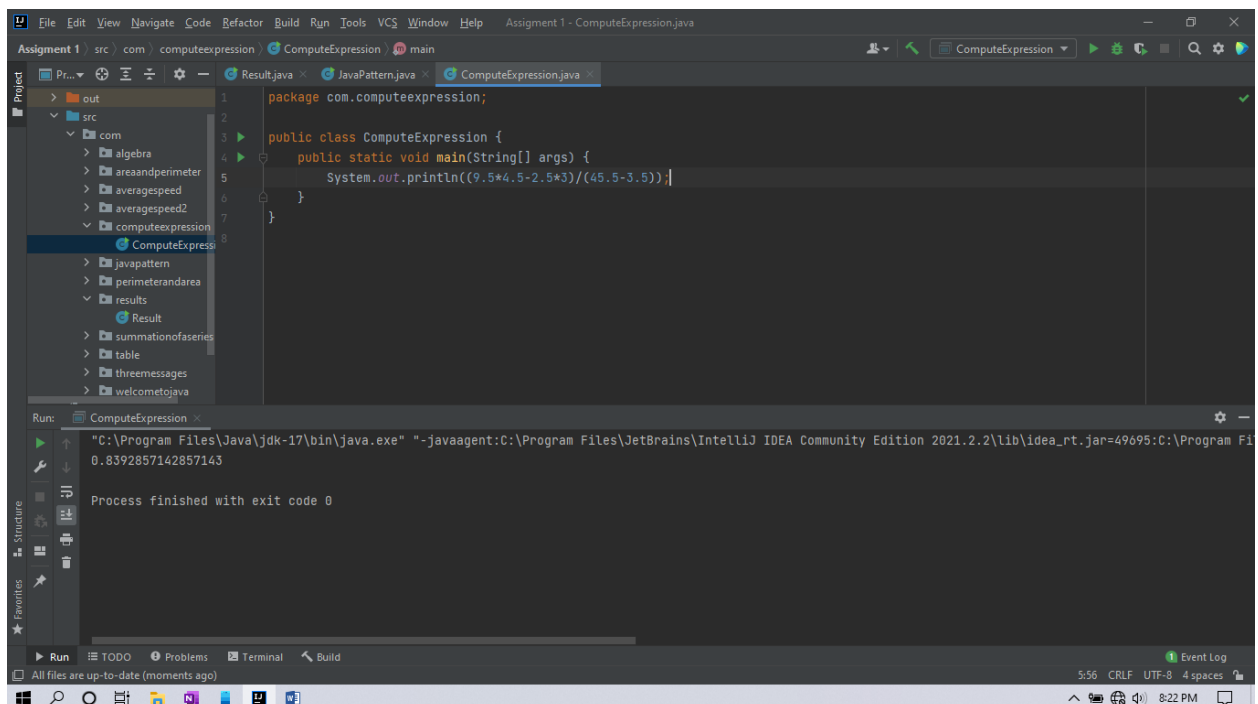 File Edit View Navigate Code Refactor Build Run Tools VCS Window Help Assigment 1 - ComputeExpression.java
Assigment 1 src com computeexpression ComputeExpression main ComputeExpression
Project
Pr... Result.java JavaPattern.java ComputeExpression.java
out
src
com
algebra
areaandperimeter
averagespeed
averagespeed2
computeexpression
ComputeExpressi
javapattern
perimeterandarea
results
Result
summationofaseries
table
threemessages
welcometojava
1 package com.computeexpression;
2
3 public class ComputeExpression {
4 public static void main(String[] args) {
5 System.out.println((9.5*4.5-2.5*3)/(45.5-3.5));
6 }
7 }
8
Run: ComputeExpression
"C:\Program Files\Java\jdk-17\bin\java.exe" "-javaagent:C:\Program Files\JetBrains\IntelliJ IDEA Community Edition 2021.2.2\lib\idea_rt.jar=49695:C:\Program Fi
0.8392857142857143
Process finished with exit code 0
Structure
Favorites
Run TODO Problems Terminal Build 1 Event Log
All files are up-to-date (moments ago) 5:56 CRLF UTF-8 4 spaces
8:22 PM